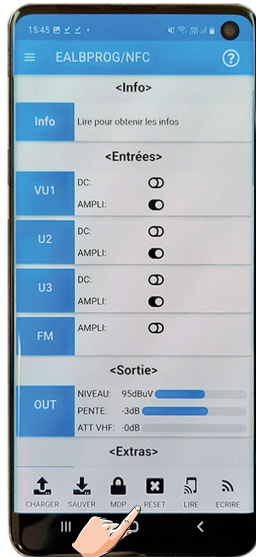 15:45
EALBPROG/NFC
<Info>
Info Lire pour obtenir les infos
<Entrées>
VU1 DC:
AMPLI:
U2 DC:
AMPLI:
U3 DC:
AMPLI:
FM AMPLI:
<Sortie>
OUT NIVEAU: 95dBuV
PENTE: -3dB
ATT VHF: -0dB
<Extras>
CHARGER SAUVER MDP RESET LIRE ECRIRE